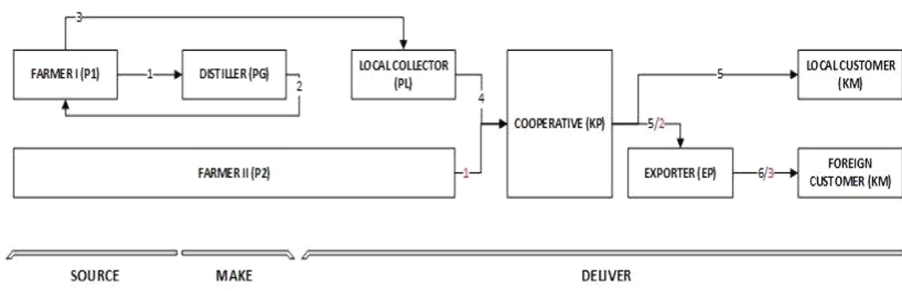 3
FARMER I (P1)
1
DISTILLER (PG)
2
LOCAL COLLECTOR
(PL)
4
COOPERATIVE (KP)
5
LOCAL CUSTOMER
(KM)
5/2
FARMER II (P2)
1
EXPORTER (EP)
6/3
FOREIGN
CUSTOMER (KM)
SOURCE
MAKE
DELIVER